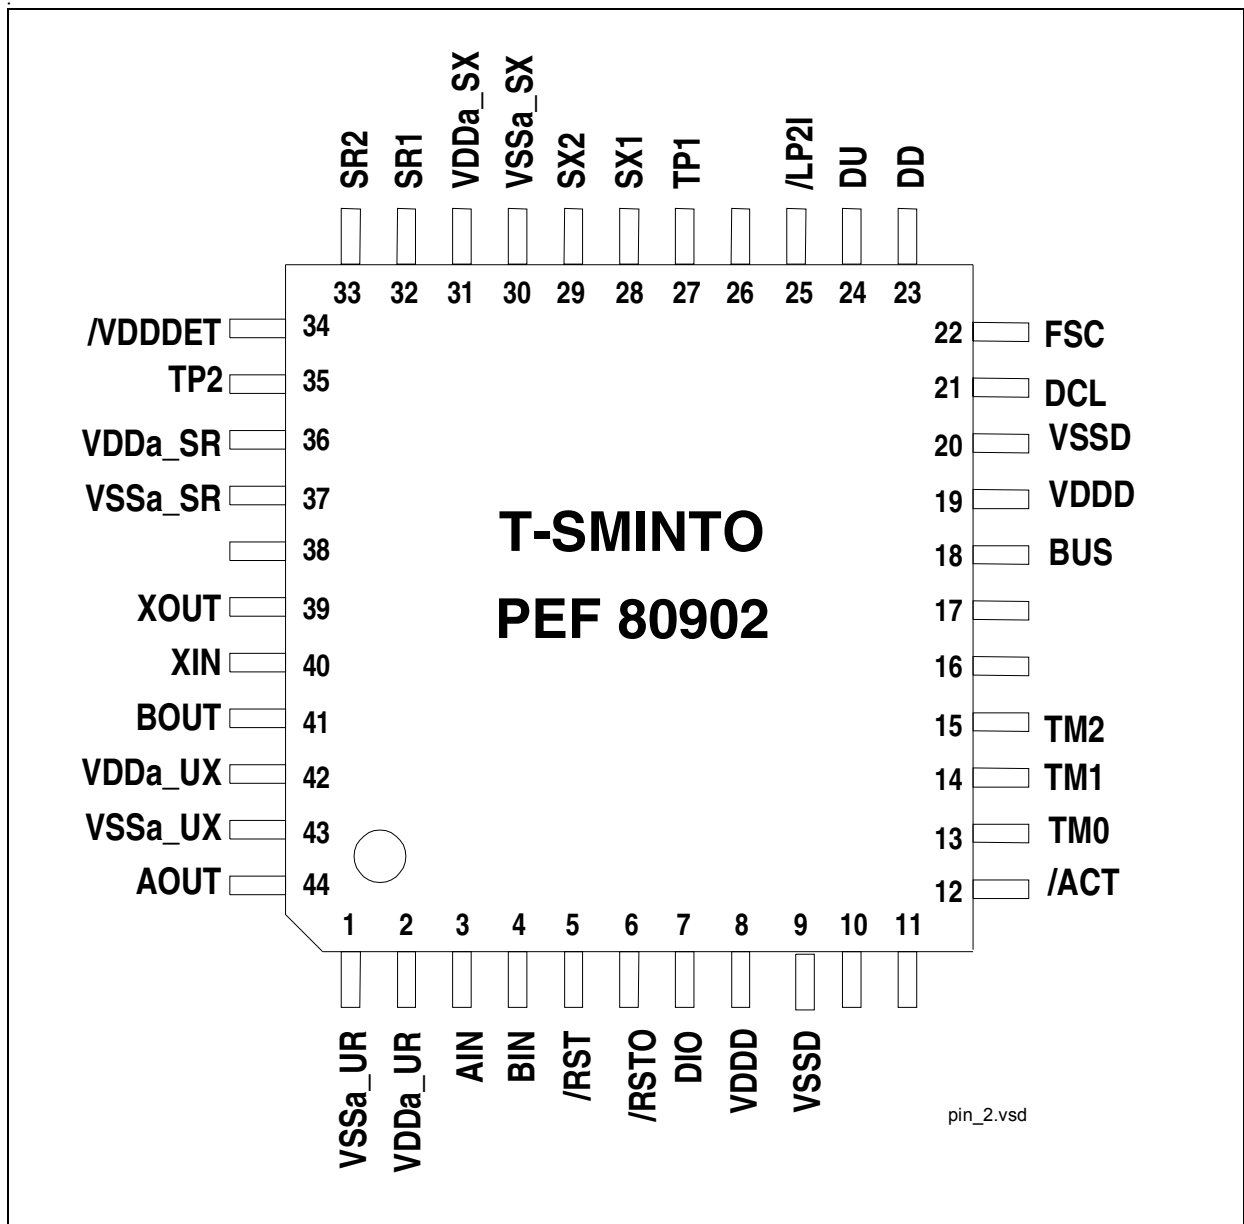 SR2
SR1
VDDa_SX
VSSa_SX
SX2
SX1
TP1
/LP2I
DU
DD
33
32
31
30
29
28
27
26
25
24
23
/VDDDET
34
22
FSC
TP2
35
21
DCL
VDDa_SR
36
20
VSSD
VSSa_SR
37
19
VDDD
38
18
BUS
T-SMINTO
PEF 80902
XOUT
39
17
XIN
40
16
BOUT
41
15
TM2
VDDa_UX
42
14
TM1
VSSa_UX
43
13
TM0
AOUT
44
12
/ACT
1
2
3
4
5
6
7
8
9
10
11
VSSa_UR
VDDa_UR
AIN
BIN
/RST
/RSTO
DIO
VDDD
VSSD
pin_2.vsd